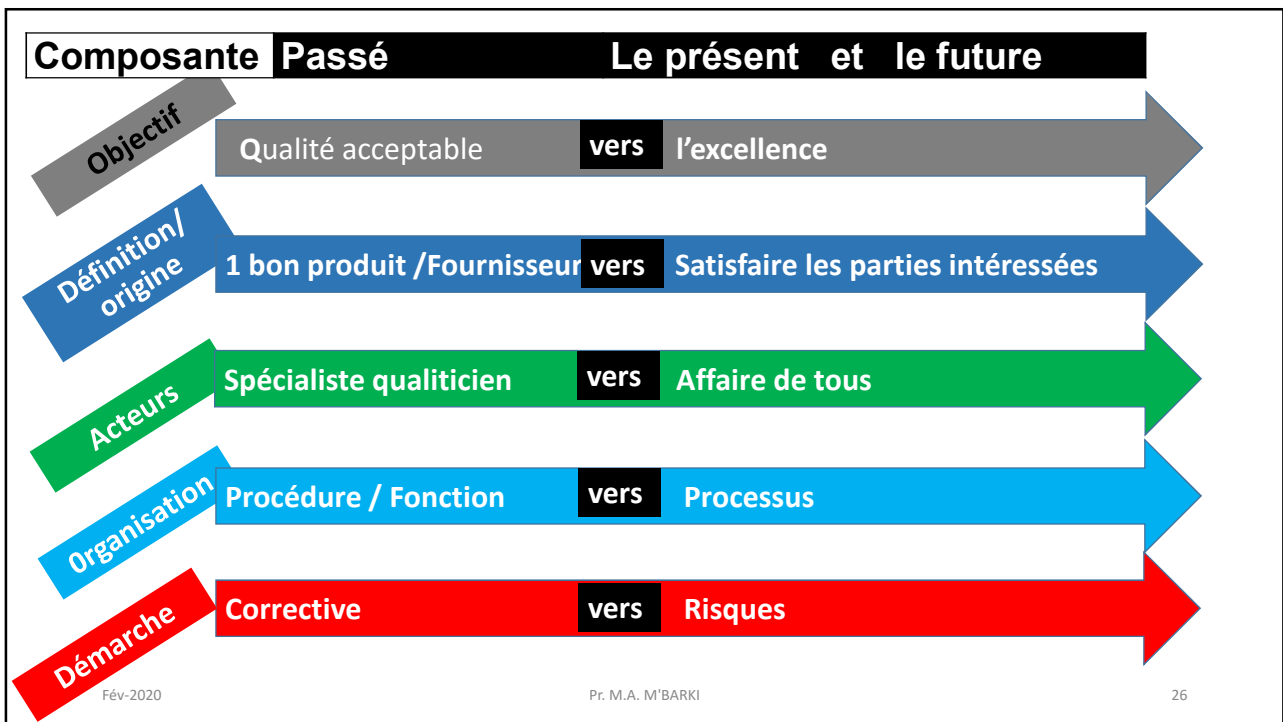 Composante Passé Le présent et le future
Objectif
Qualité acceptable vers l'excellence
Définition/
origine
1 bon produit /Fournisseur vers Satisfaire les parties intéressées
Acteurs
Spécialiste qualiticien vers Affaire de tous
0rganisation
Procédure / Fonction vers Processus
Démarche
Corrective vers Risques
Fév-2020 Pr. M.A. M'BARKI 26